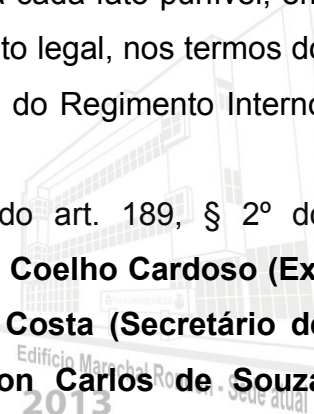 a cada fato punível, em
to legal, nos termos do
do Regimento Interno
do art. 189, § 2º do
Coelho Cardoso (Ex
Costa (Secretário de
Edifício Marechal Rondon - Sede atual
on Carlos de Souza
2013